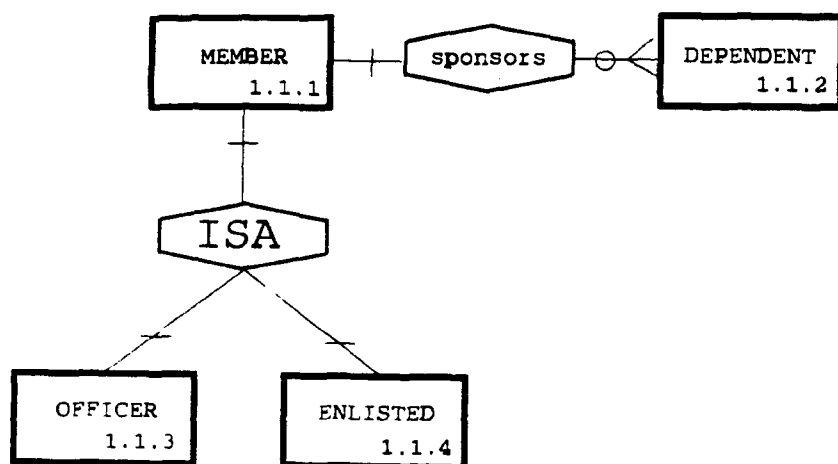 MEMBER
1.1.1
sponsors
DEPENDENT
1.1.2
ISA
OFFICER
1.1.3
ENLISTED
1.1.4